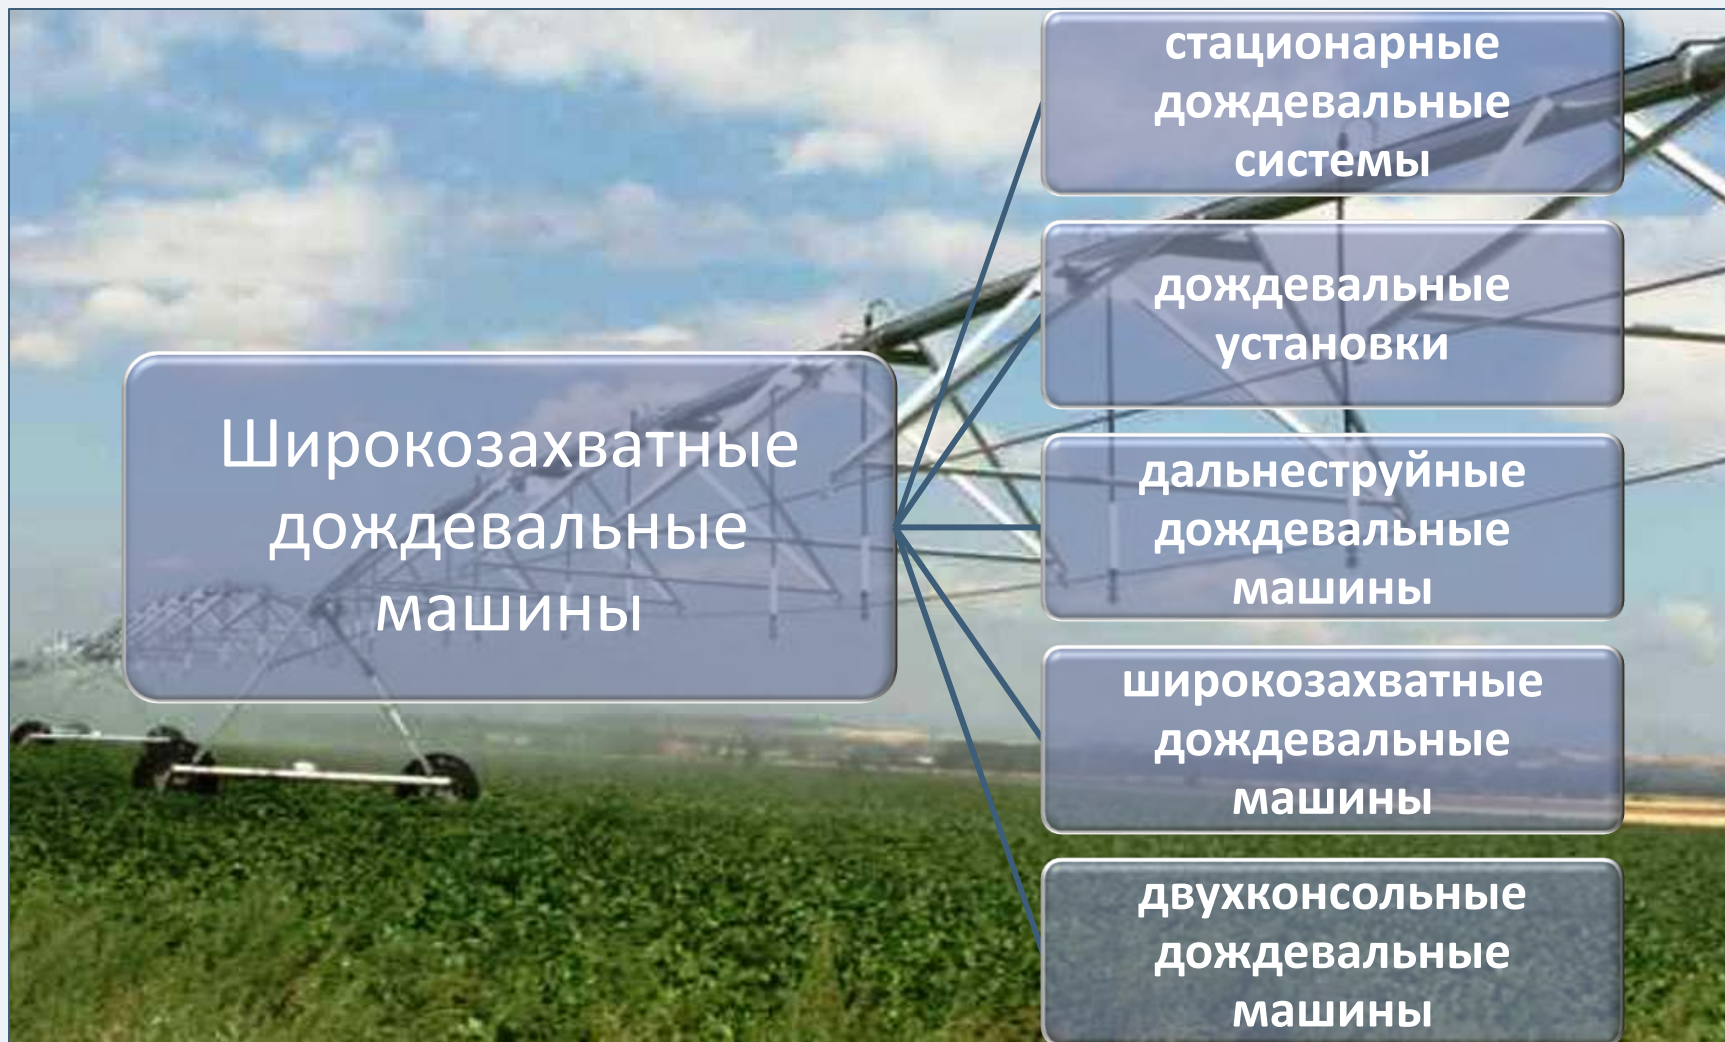 Широкозахватные
дождевальные
машины
стационарные
дождевальные
системы
дождевальные
установки
дальнеструйные
дождевальные
машины
широкозахватные
дождевальные
машины
двухконсольные
дождевальные
машины